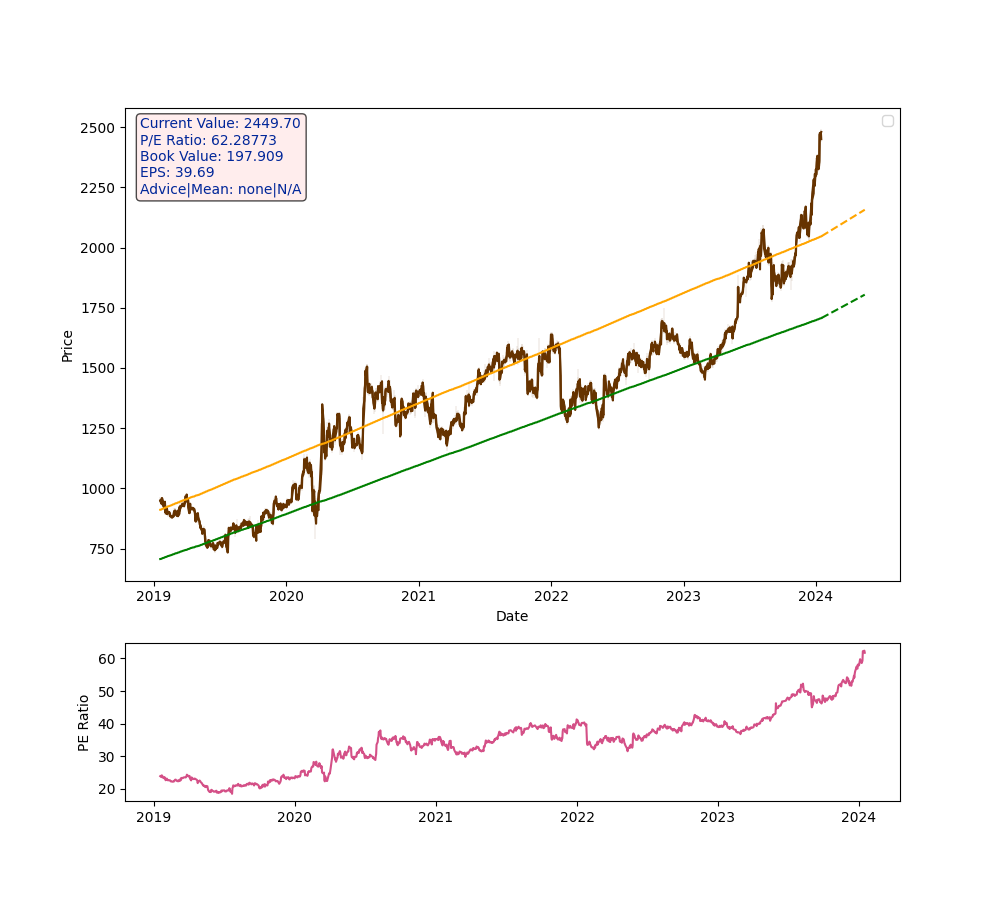 Current Value: 2449.70
P/E Ratio: 62.28773
Book Value: 197.909
EPS: 39.69
Advice|Mean: none|N/A
2500
2250
2000
1750
1500
1250
1000
750
Price
2019 2020 2021 2022 2023 2024
Date
60
50
40
30
20
PE Ratio
2019 2020 2021 2022 2023 2024